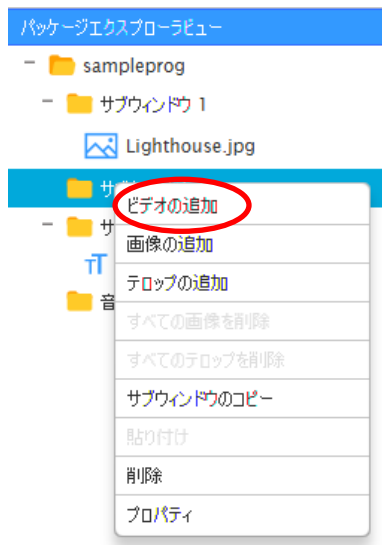 パッケージエクスプローラビュー
sampleprog
サブウィンドウ 1
Lighthouse.jpg
サブ
ビデオの追加
サ
画像の追加
テロップの追加
音
すべての画像を削除
すべてのテロップを削除
サブウィンドウのコピー
貼り付け
削除
プロパティ